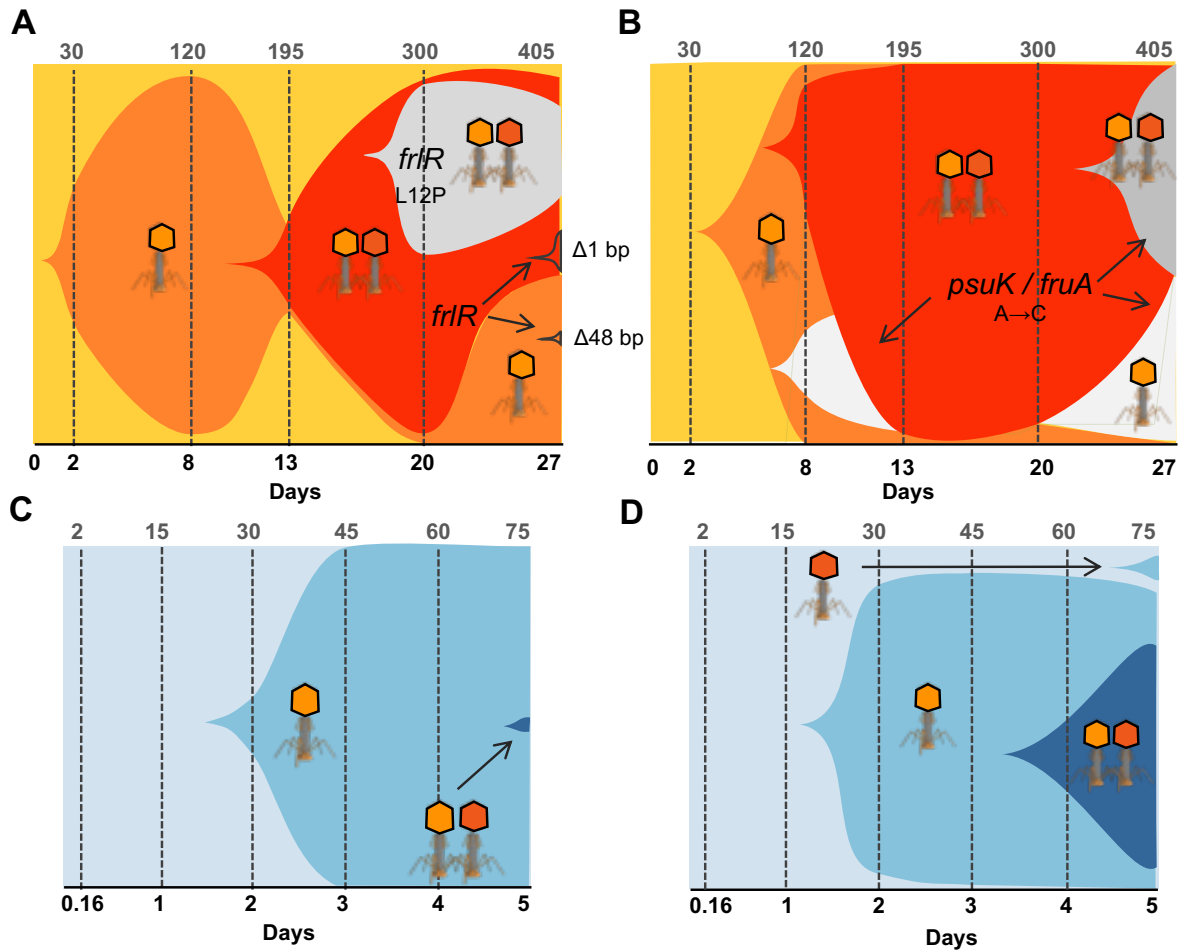 A
30 120 195 300 405
frlR
L12P
Δ1 bp
frlR
Δ48 bp
0 2 8 13 20 27
Days
B
30 120 195 300 405
psuK / fruA
A→C
0 2 8 13 20 27
Days
C
2 15 30 45 60 75
0.16 1 2 3 4 5
Days
D
2 15 30 45 60 75
0.16 1 2 3 4 5
Days